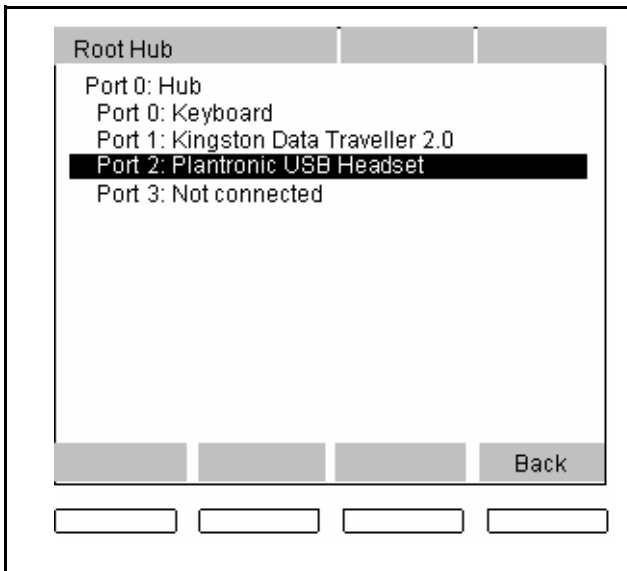 Root Hub
Port 0: Hub
Port 0: Keyboard
Port 1: Kingston Data Traveller 2.0
Port 2: Plantronic USB Headset
Port 3: Not connected
Back